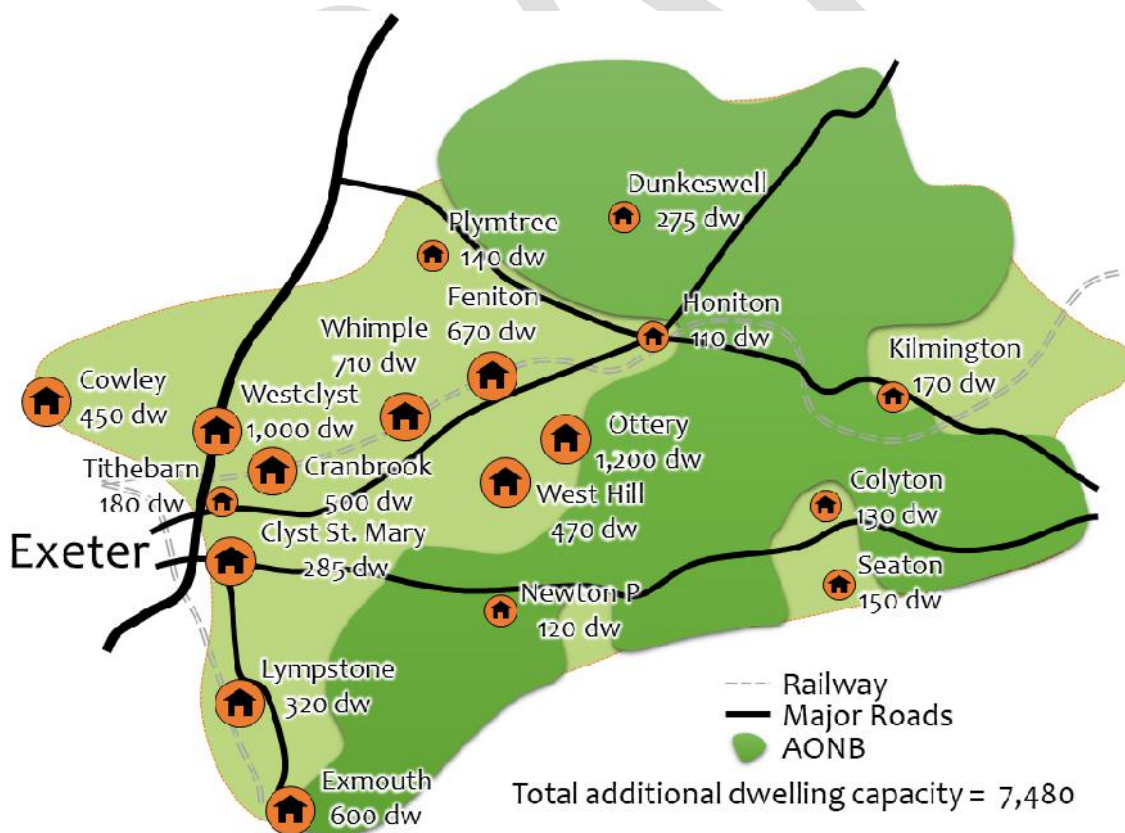 Dunkeswell
275 dw
Plymtree
140 dw
Feniton
670 dw
Honiton
110 dw
Whimple
710 dw
Kilmington
170 dw
Cowley
450 dw
Westclyst
1,000 dw
Ottery
1,200 dw
Tithebarn
180 dw
Cranbrook
500 dw
West Hill
470 dw
Colyton
130 dw
Exeter
Clyst St. Mary
285 dw
Newton P
120 dw
Seaton
150 dw
Lympstone
320 dw
Exmouth
600 dw
Railway
Major Roads
AONB
Total additional dwelling capacity = 7,480